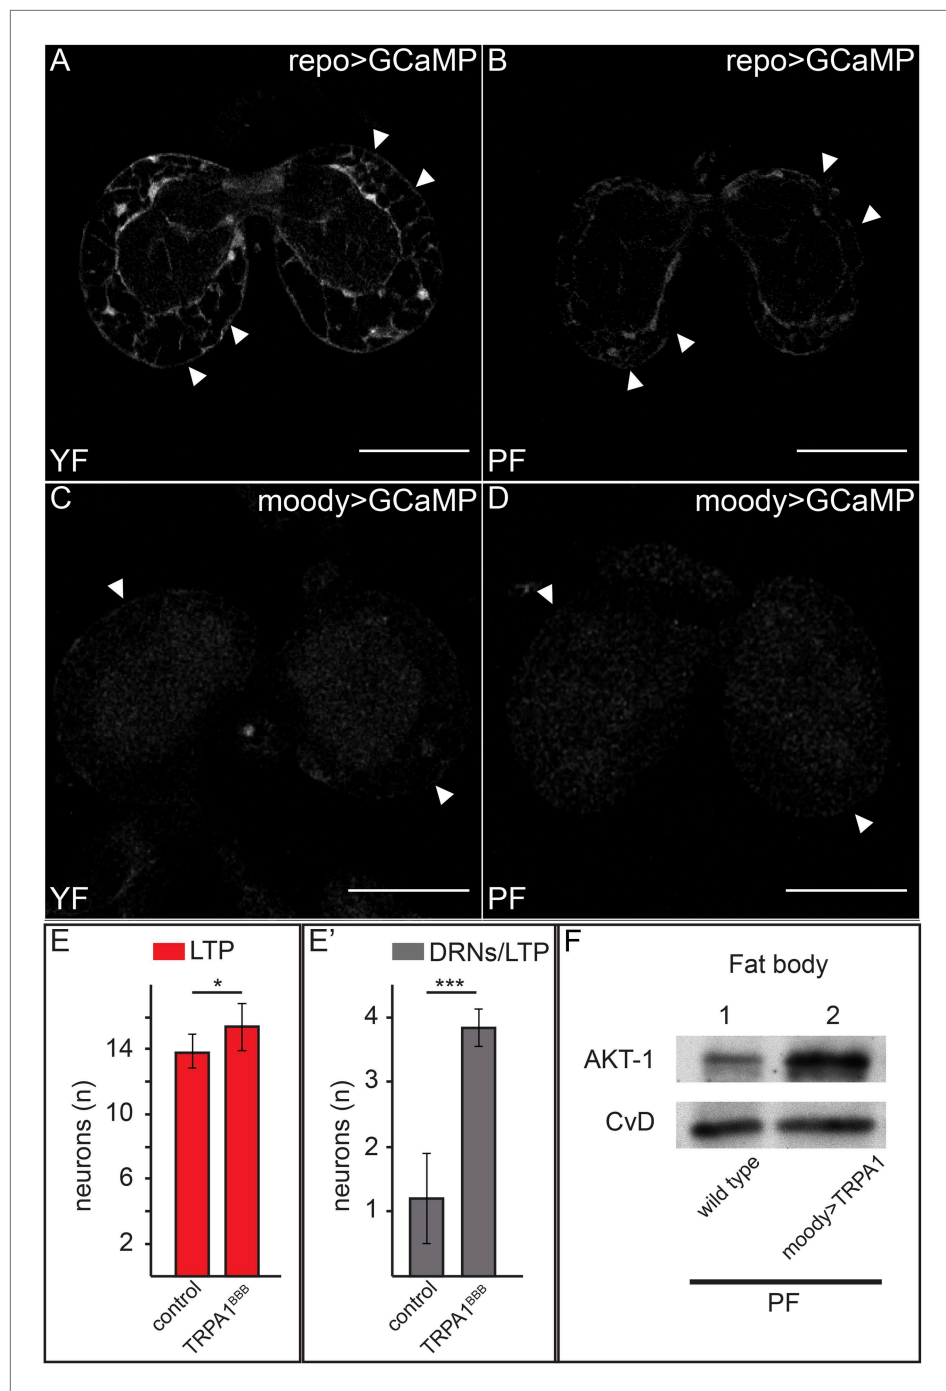 A
repo>GCaMP
YF
B
repo>GCaMP
PF
C
moody>GCaMP
YF
D
moody>GCaMP
PF
E
LTP
*
neurons (n)
14
10
6
2
control
TRPA1ᴮᴮᴮ
E’
DRNs/LTP
***
neurons (n)
4
3
2
1
control
TRPA1ᴮᴮᴮ
F
Fat body
1 2
AKT-1
CvD
wild type
moody>TRPA1
PF